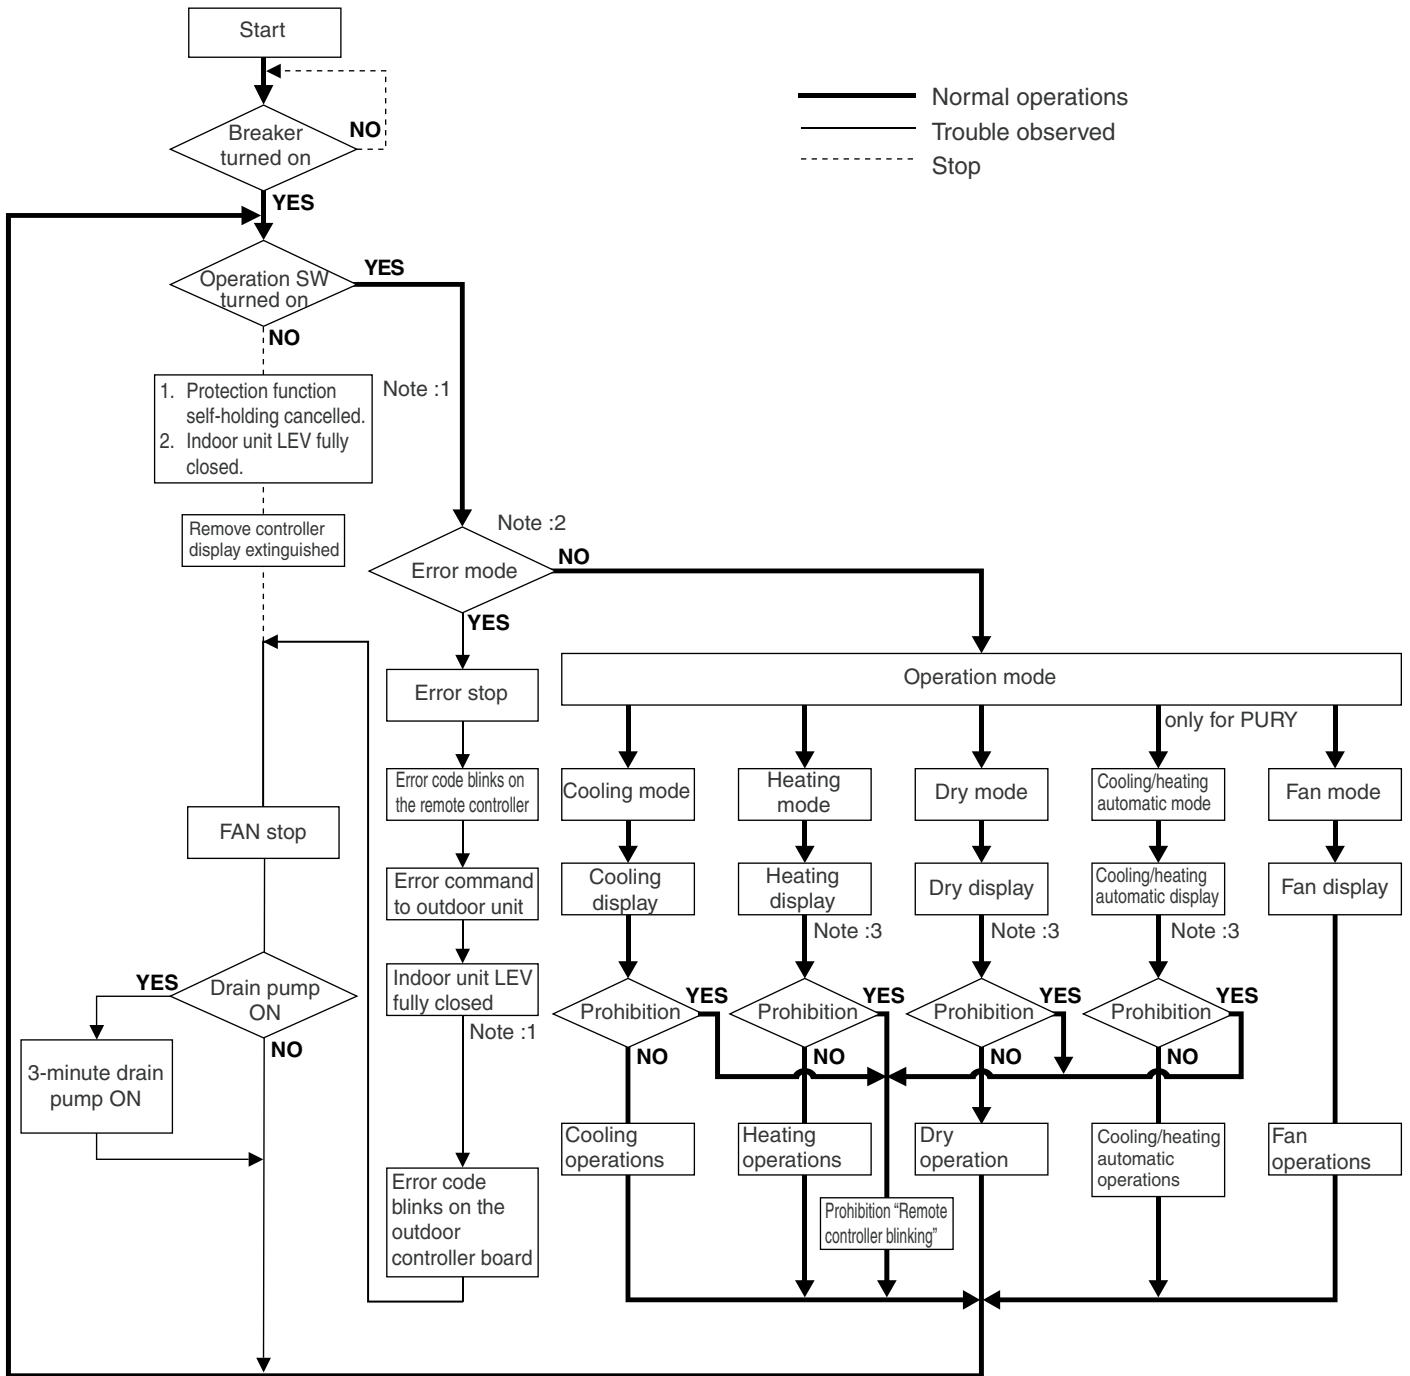 Start
Normal operations
Trouble observed
Stop
Breaker
turned on
NO
YES
Operation SW
turned on
YES
NO
1. Protection function
self-holding cancelled.
2. Indoor unit LEV fully
closed.
Note :1
Remove controller
display extinguished
Note :2
Error mode
NO
YES
Error stop
Operation mode
only for PURY
Error code blinks on
the remote controller
Cooling mode
Heating
mode
Dry mode
Cooling/heating
automatic mode
Fan mode
FAN stop
Error command
to outdoor unit
Cooling
display
Heating
display
Dry display
Cooling/heating
automatic display
Fan display
Note :3
Note :3
Note :3
YES
Drain pump
ON
NO
Indoor unit LEV
fully closed
Note :1
Prohibition
YES
NO
Prohibition
YES
NO
Prohibition
YES
NO
Prohibition
YES
NO
3-minute drain
pump ON
Cooling
operations
Heating
operations
Dry
operation
Cooling/heating
automatic
operations
Fan
operations
Error code
blinks on the
outdoor
controller board
Prohibition “Remote
controller blinking”